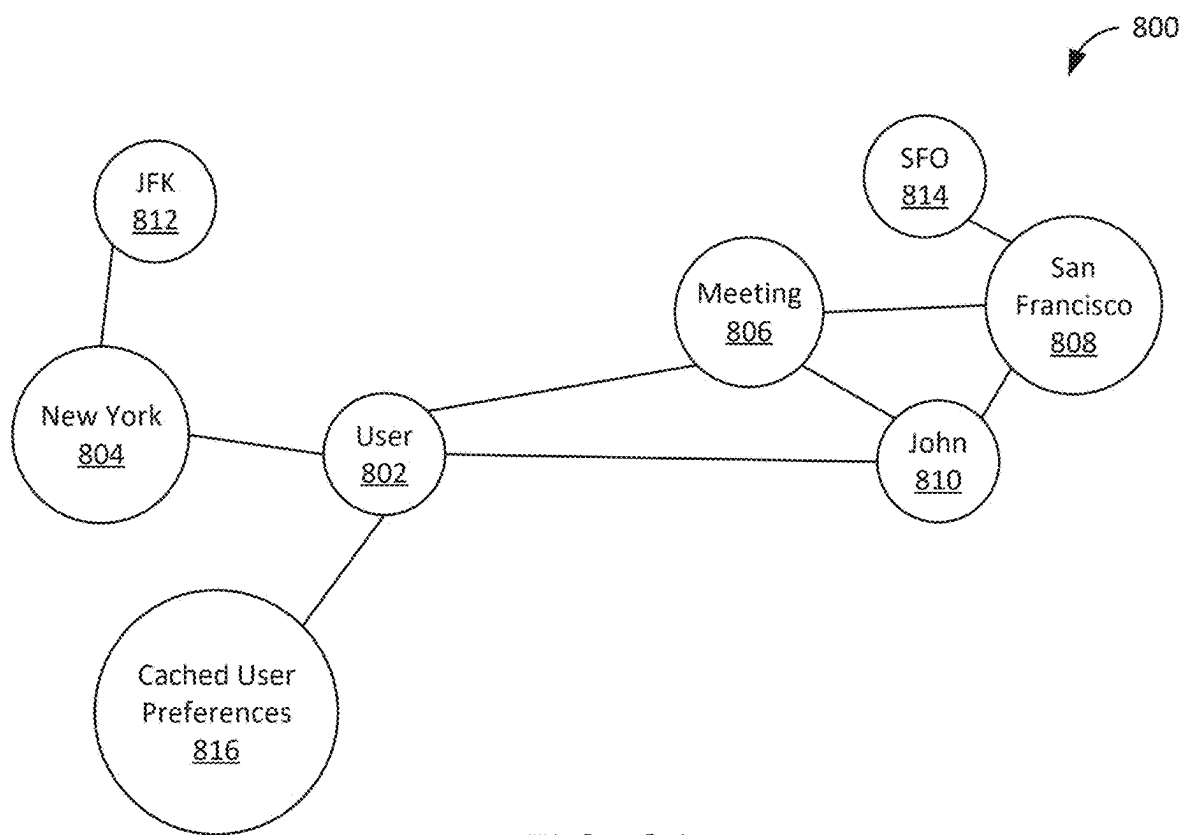 800
JFK
812
SFO
814
San
Francisco
808
Meeting
806
New York
804
User
802
John
810
Cached User
Preferences
816